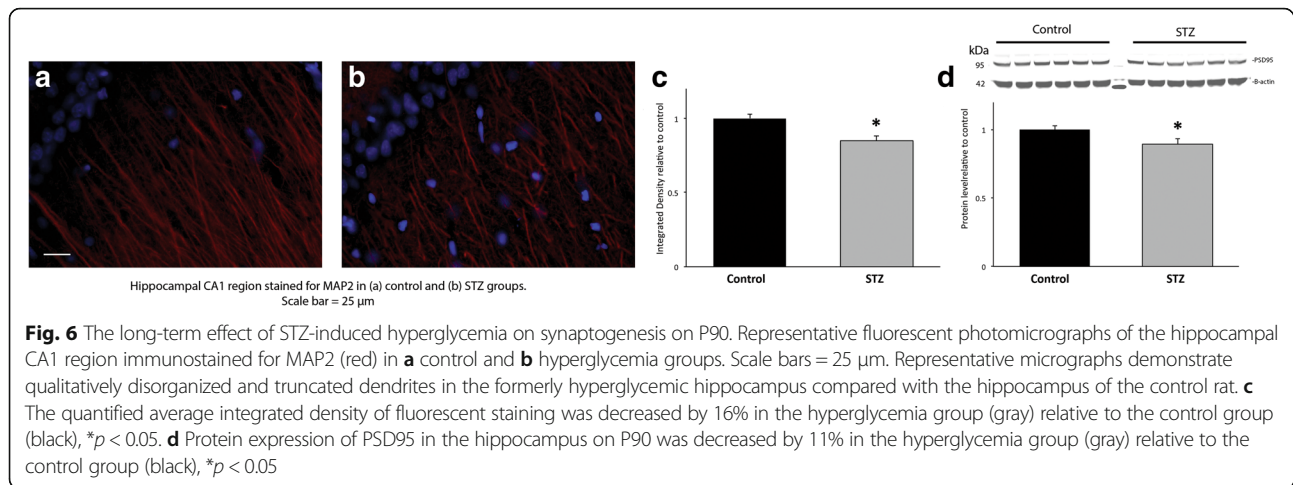 Control STZ
kDa
95 -PSD95
42 -B-actin
a b c d
Integrated Density relative to control
1
0.5
0
*
Control STZ
Protein levelrelative to control
1
0.5
0
*
Control STZ
Hippocampal CA1 region stained for MAP2 in (a) control and (b) STZ groups.
Scale bar = 25 μm
Fig. 6 The long-term effect of STZ-induced hyperglycemia on synaptogenesis on P90. Representative fluorescent photomicrographs of the hippocampal
CA1 region immunostained for MAP2 (red) in a control and b hyperglycemia groups. Scale bars = 25 μm. Representative micrographs demonstrate
qualitatively disorganized and truncated dendrites in the formerly hyperglycemic hippocampus compared with the hippocampus of the control rat. c
The quantified average integrated density of fluorescent staining was decreased by 16% in the hyperglycemia group (gray) relative to the control group
(black), *p < 0.05. d Protein expression of PSD95 in the hippocampus on P90 was decreased by 11% in the hyperglycemia group (gray) relative to the
control group (black), *p < 0.05